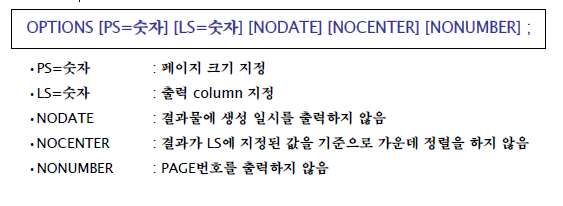 OPTIONS [PS=숫자] [LS=숫자] [NODATE] [NOCENTER] [NONUMBER] ;
•PS=숫자 : 페이지 크기 지정
•LS=숫자 : 출력 column 지정
•NODATE : 결과물에 생성 일시를 출력하지 않음
•NOCENTER : 결과가 LS에 지정된 값을 기준으로 가운데 정렬을 하지 않음
•NONUMBER : PAGE번호를 출력하지 않음